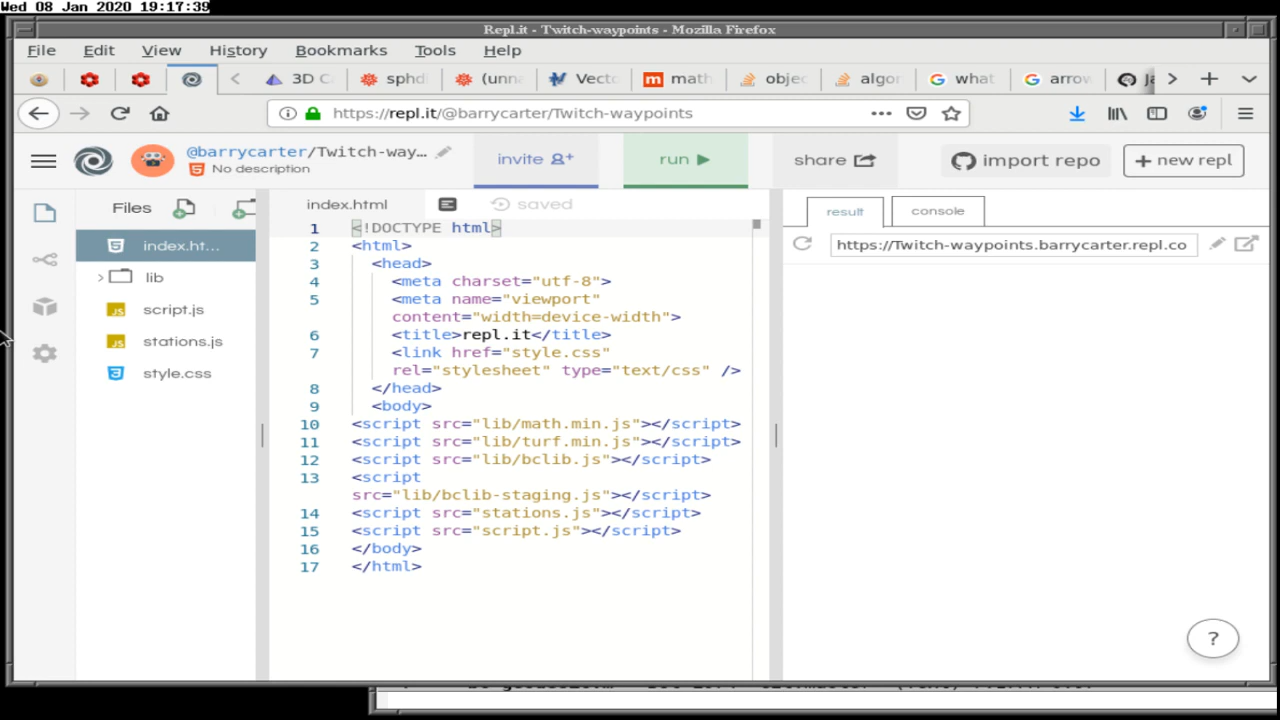 Wed 08 Jan 2020 19:17:39
Repl.it - Twitch-waypoints - Mozilla Firefox
File Edit View History Bookmarks Tools Help
3D C sphd (unna Vecto math objec algor what arrow
https://repl.it/@barrycarter/Twitch-waypoints
@barrycarter/Twitch-way...
No description
invite
run
share
import repo
+ new repl
Files
index.html
saved
result
console
https://Twitch-waypoints.barrycarter.repl.co
index.ht...
lib
script.js
stations.js
style.css
1 <!DOCTYPE html>
2 <html>
3 <head>
4 <meta charset="utf-8">
5 <meta name="viewport"
content="width=device-width">
6 <title>repl.it</title>
7 <link href="style.css"
rel="stylesheet" type="text/css" />
8 </head>
9 <body>
10 <script src="lib/math.min.js"></script>
11 <script src="lib/turf.min.js"></script>
12 <script src="lib/bclib.js"></script>
13 <script
src="lib/bclib-staging.js"></script>
14 <script src="stations.js"></script>
15 <script src="script.js"></script>
16 </body>
17 </html>
?